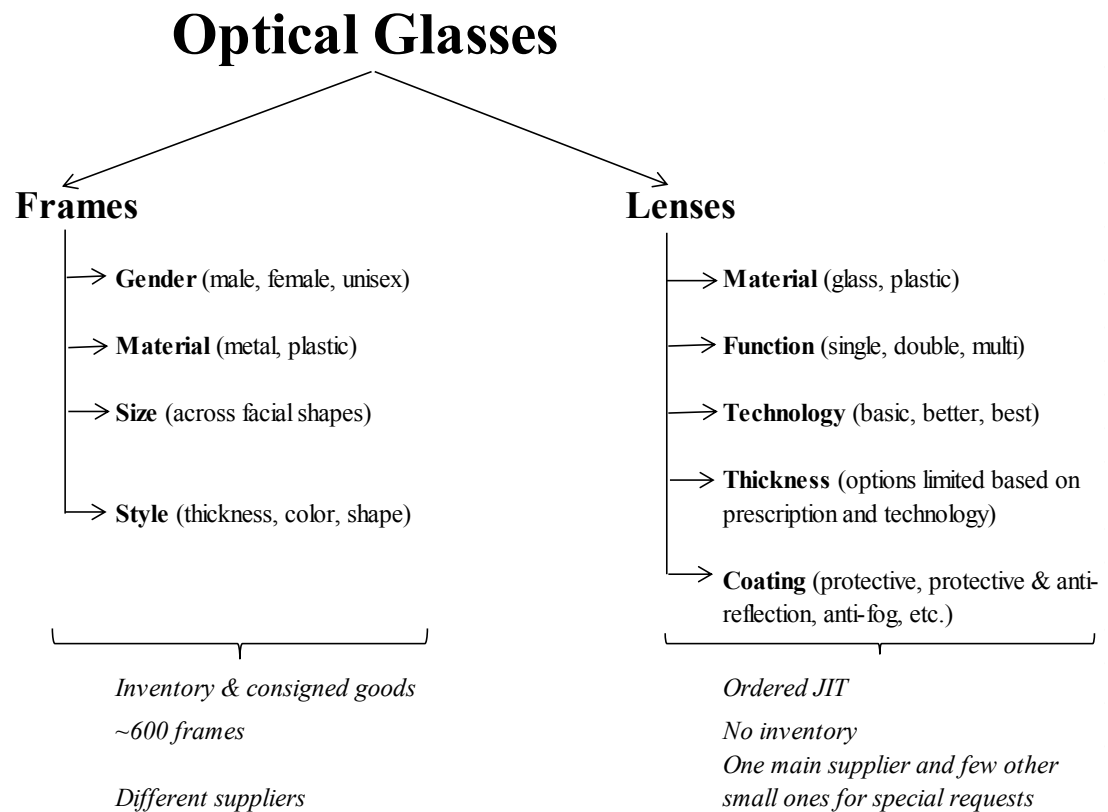 Optical Glasses
Frames
Gender (male, female, unisex)
Material (metal, plastic)
Size (across facial shapes)
Style (thickness, color, shape)
Inventory & consigned goods
~600 frames
Different suppliers
Lenses
Material (glass, plastic)
Function (single, double, multi)
Technology (basic, better, best)
Thickness (options limited based on
prescription and technology)
Coating (protective, protective & anti-
reflection, anti-fog, etc.)
Ordered JIT
No inventory
One main supplier and few other
small ones for special requests